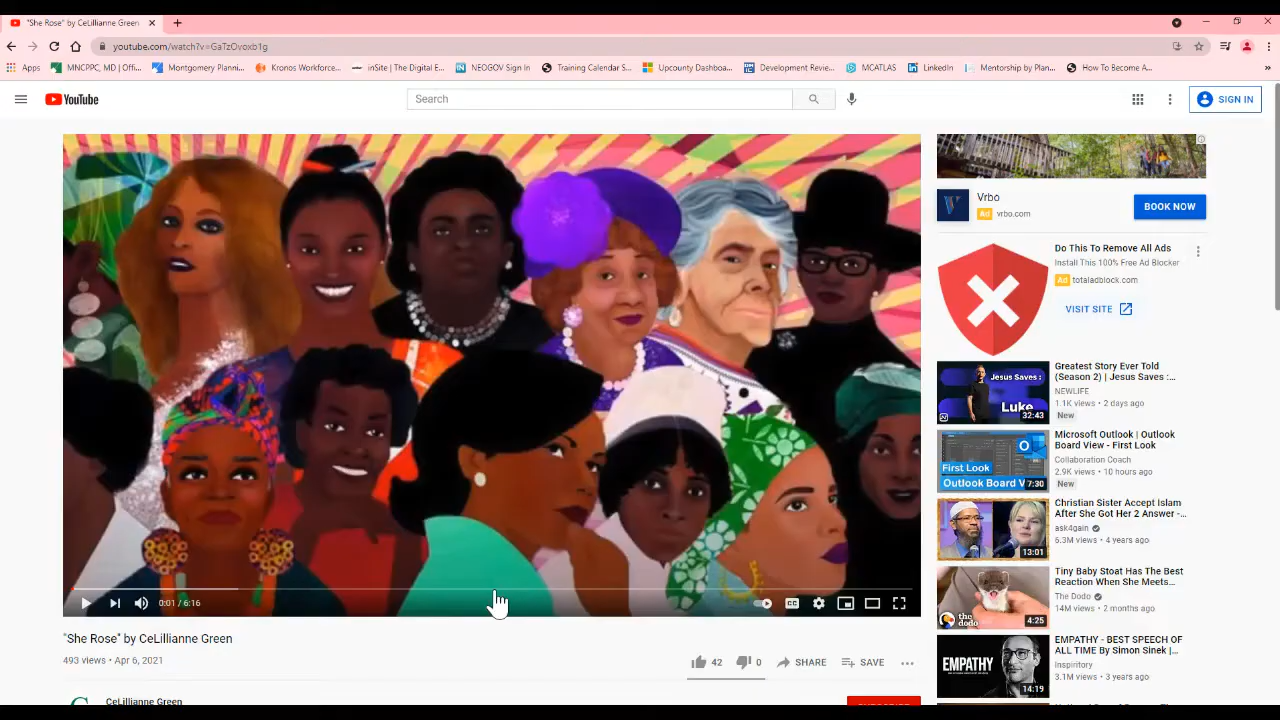 "She Rose" by CeLillianne Green
youtube.com/watch?v=GaTzOvoxb1g
Apps MNCPPC, MD | Offi... Montgomery Planni... Kronos Workforce... inSite | The Digital E... NEOGOV Sign In Training Calendar S... Upcounty Dashboa... Development Revie... MCATLAS LinkedIn Mentorship by Plan... How To Become A... »
YouTube
Search
SIGN IN
Vrbo
Ad vrbo.com
BOOK NOW
Do This To Remove All Ads
Install This 100% Free Ad Blocker
Ad totaladblock.com
VISIT SITE
Jesus Saves :
Luke
32:43
Greatest Story Ever Told
(Season 2) | Jesus Saves :...
NEWLIFE
1.1K views • 2 days ago
New
First Look
Outlook Board V
7:30
Microsoft Outlook | Outlook
Board View - First Look
Collaboration Coach
2.9K views • 10 hours ago
New
13:01
Christian Sister Accept Islam
After She Got Her 2 Answer -...
ask4gain
6.3M views • 4 years ago
the dodo
4:25
Tiny Baby Stoat Has The Best
Reaction When She Meets...
The Dodo
14M views • 2 months ago
EMPATHY
14:19
EMPATHY - BEST SPEECH OF
ALL TIME By Simon Sinek |...
Inspiritory
3.1M views • 3 years ago
0:01 / 6:16
CC
"She Rose" by CeLillianne Green
493 views • Apr 6, 2021
42 0 SHARE SAVE
CeLillianne Green